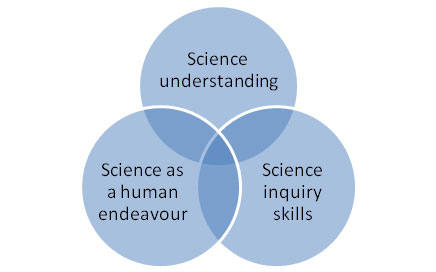 Science
understanding
Science as
a human
endeavour
Science
inquiry
skills